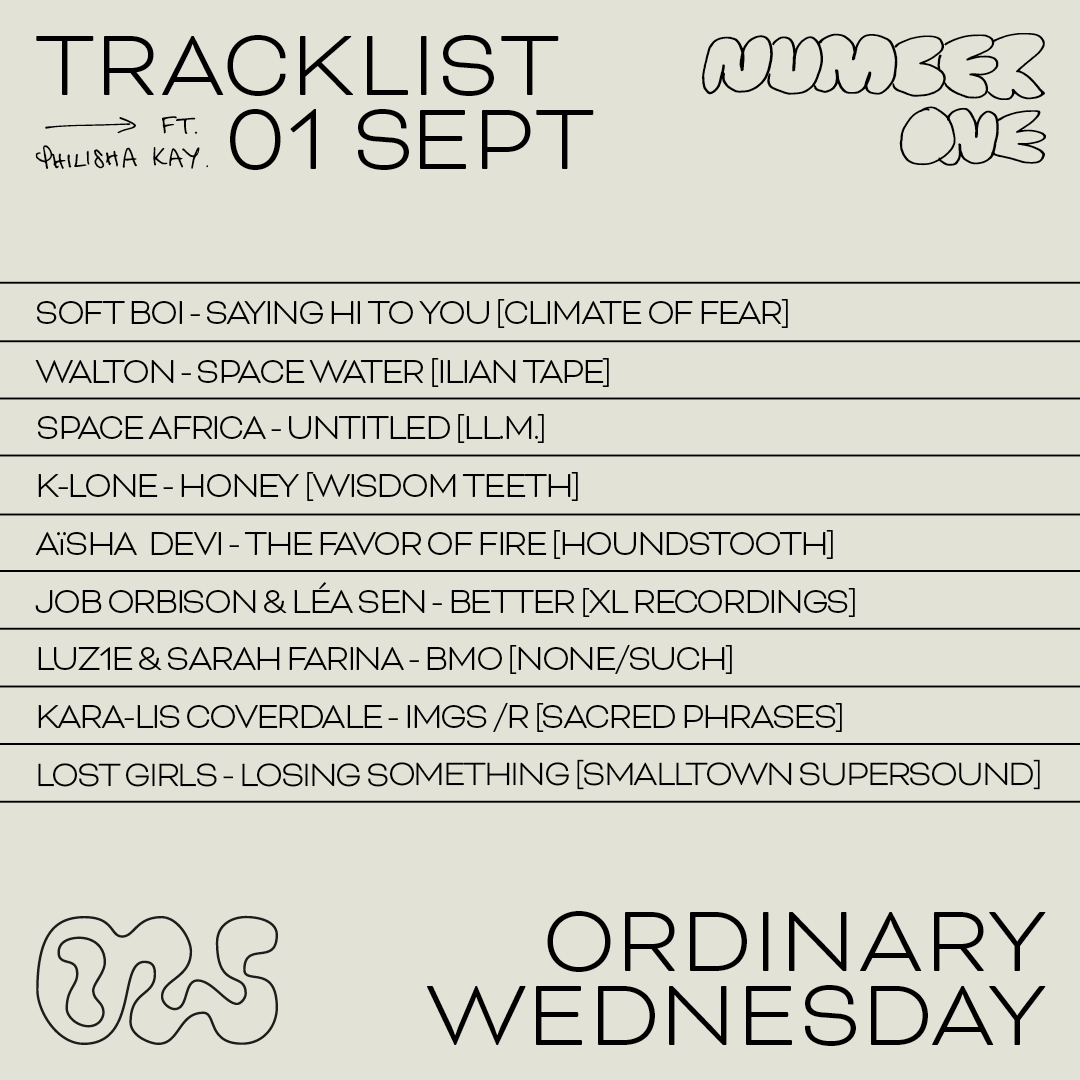 TRACKLIST
NUMBER
FT.
01 SEPT
PHILISHA KAY.
ONE
SOFT BOI - SAYING HI TO YOU [CLIMATE OF FEAR]
WALTON - SPACE WATER [ILIAN TAPE]
SPACE AFRICA - UNTITLED [LL.M.]
K-LONE - HONEY [WISDOM TEETH]
AïSHA DEVI - THE FAVOR OF FIRE [HOUNDSTOOTH]
JOB ORBISON & LÉA SEN - BETTER [XL RECORDINGS]
LUZ1E & SARAH FARINA - BMO [NONE/SUCH]
KARA-LIS COVERDALE - IMGS /R [SACRED PHRASES]
LOST GIRLS - LOSING SOMETHING [SMALLTOWN SUPERSOUND]
ORDINARY
WEDNESDAY